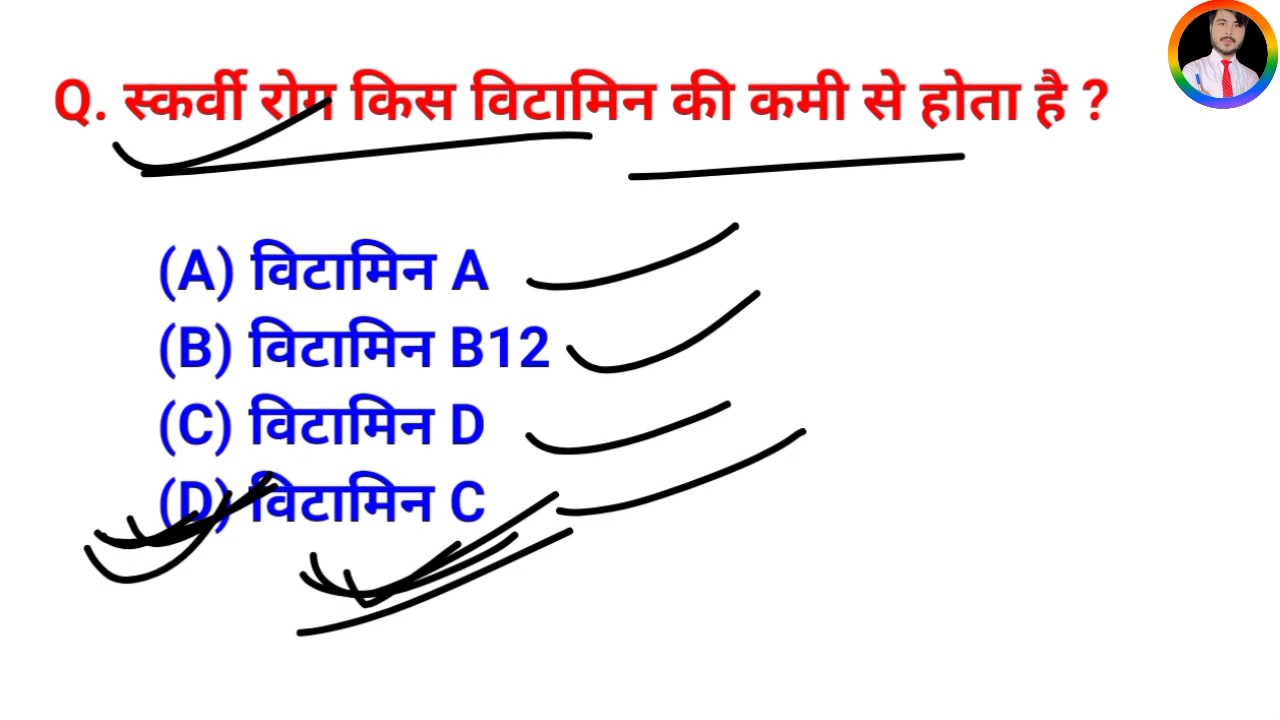 Q. स्कर्वी रोग किस विटामिन की कमी से होता है ?
(A) विटामिन A
(B) विटामिन B12
(C) विटामिन D
(D) विटामिन C